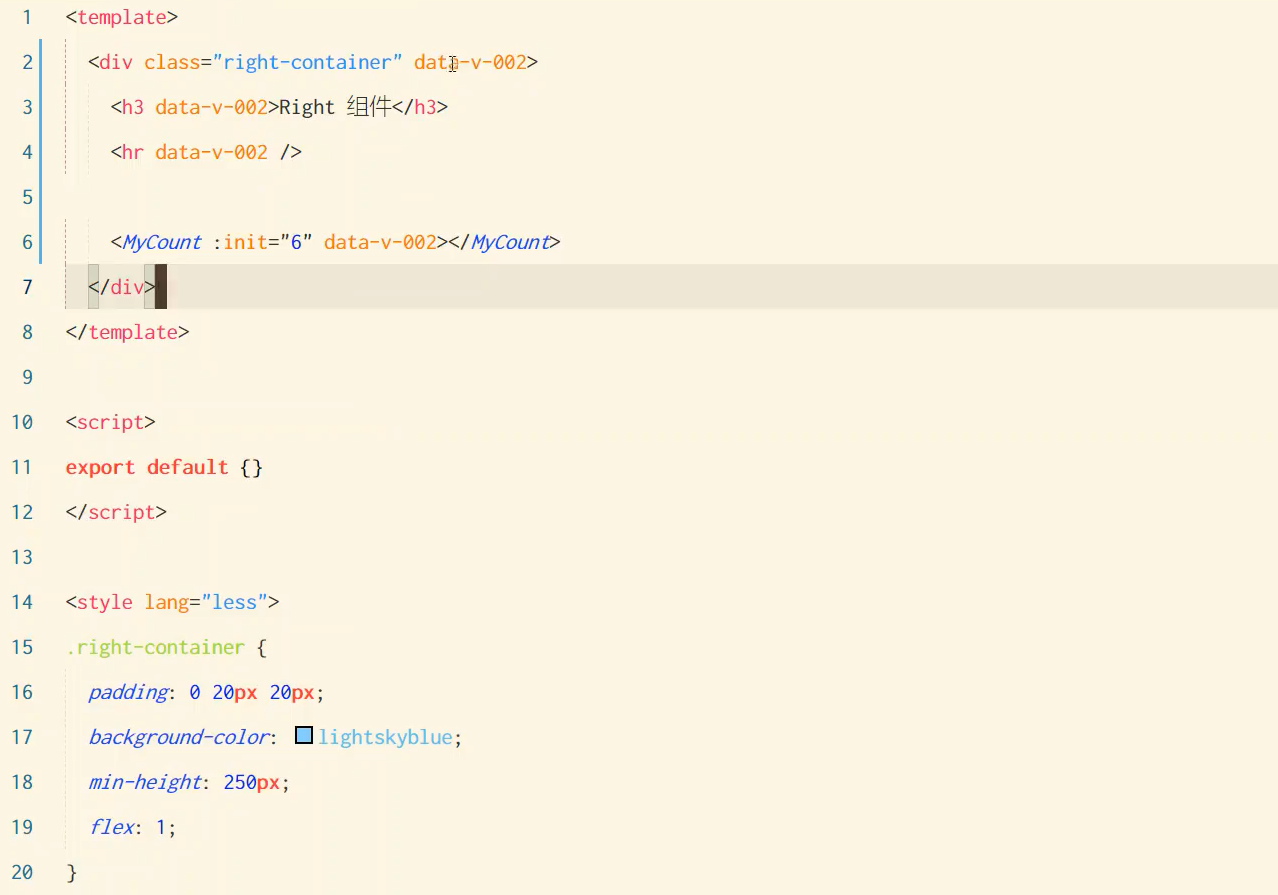 1 <template>
2 <div class="right-container" data-v-002>
3 <h3 data-v-002>Right 组件</h3>
4 <hr data-v-002 />
5
6 <MyCount :init="6" data-v-002></MyCount>
7 </div>
8 </template>
9
10 <script>
11 export default {}
12 </script>
13
14 <style lang="less">
15 .right-container {
16 padding: 0 20px 20px;
17 background-color: lightskyblue;
18 min-height: 250px;
19 flex: 1;
20 }